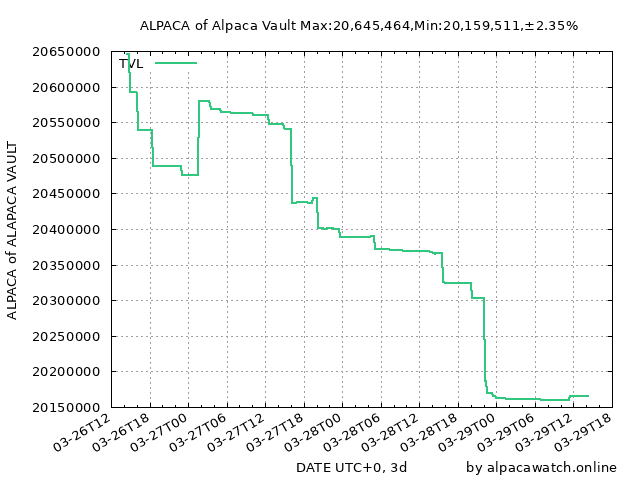 ALPACA of Alpaca Vault Max:20,645,464,Min:20,159,511,±2.35%
TVL
ALPACA of ALAPACA VAULT
20650000
20600000
20550000
20500000
20450000
20400000
20350000
20300000
20250000
20200000
20150000
03-26T12
03-26T18
03-27T00
03-27T06
03-27T12
03-27T18
03-28T00
03-28T06
03-28T12
03-28T18
03-29T00
03-29T06
03-29T12
03-29T18
DATE UTC+0, 3d
by alpacawatch.online